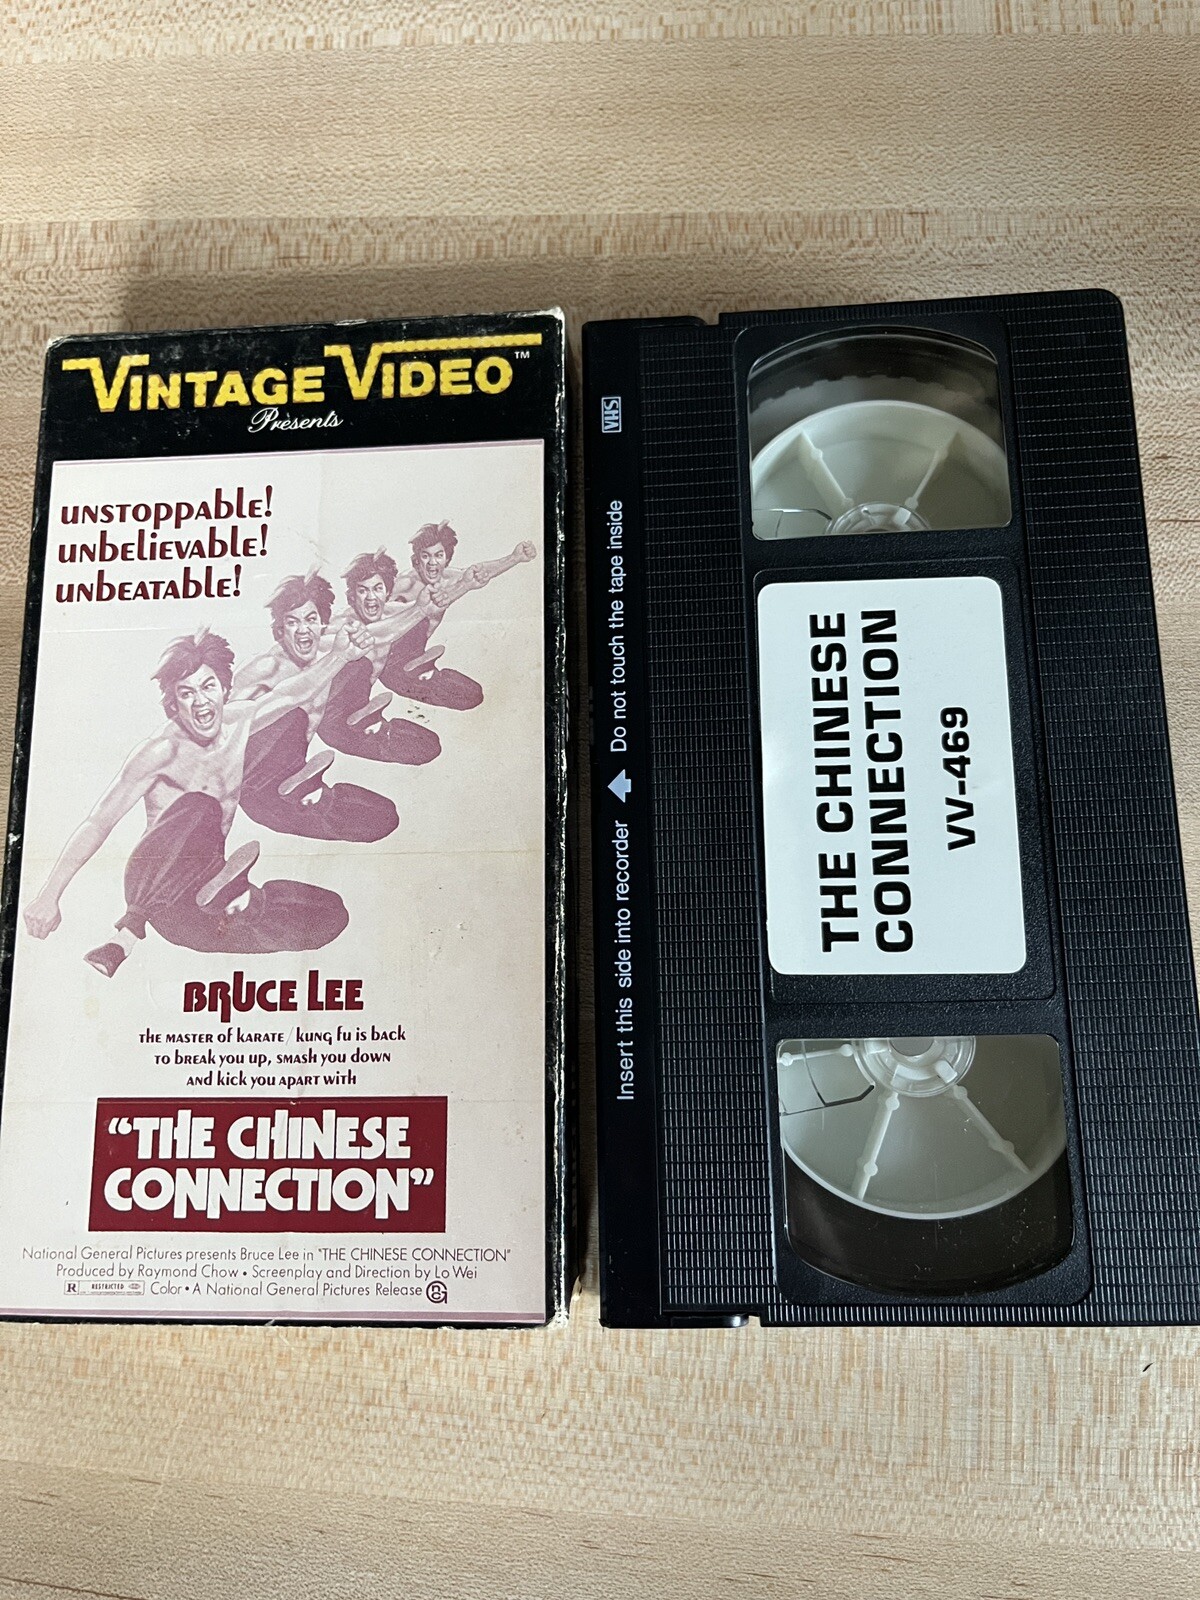 VINTAGE VIDEO™
Presents
UNSTOPPABLE!
UNBELIEVABLE!
UNBEATABLE!
BRUCE LEE
THE MASTER of KARATE/KUNG fu IS BACK
TO BREAK YOU UP, SMASH YOU DOWN
AND KICK YOU APART WITH
"THE CHINESE
CONNECTION"
National General Pictures presents Bruce Lee in "THE CHINESE CONNECTION"
Produced by Raymond Chow • Screenplay and Direction by Lo Wei
R RESTRICTED Color • A National General Pictures Release
VHS
Insert this side into recorder Do not touch the tape inside
THE CHINESE
CONNECTION
VV-469